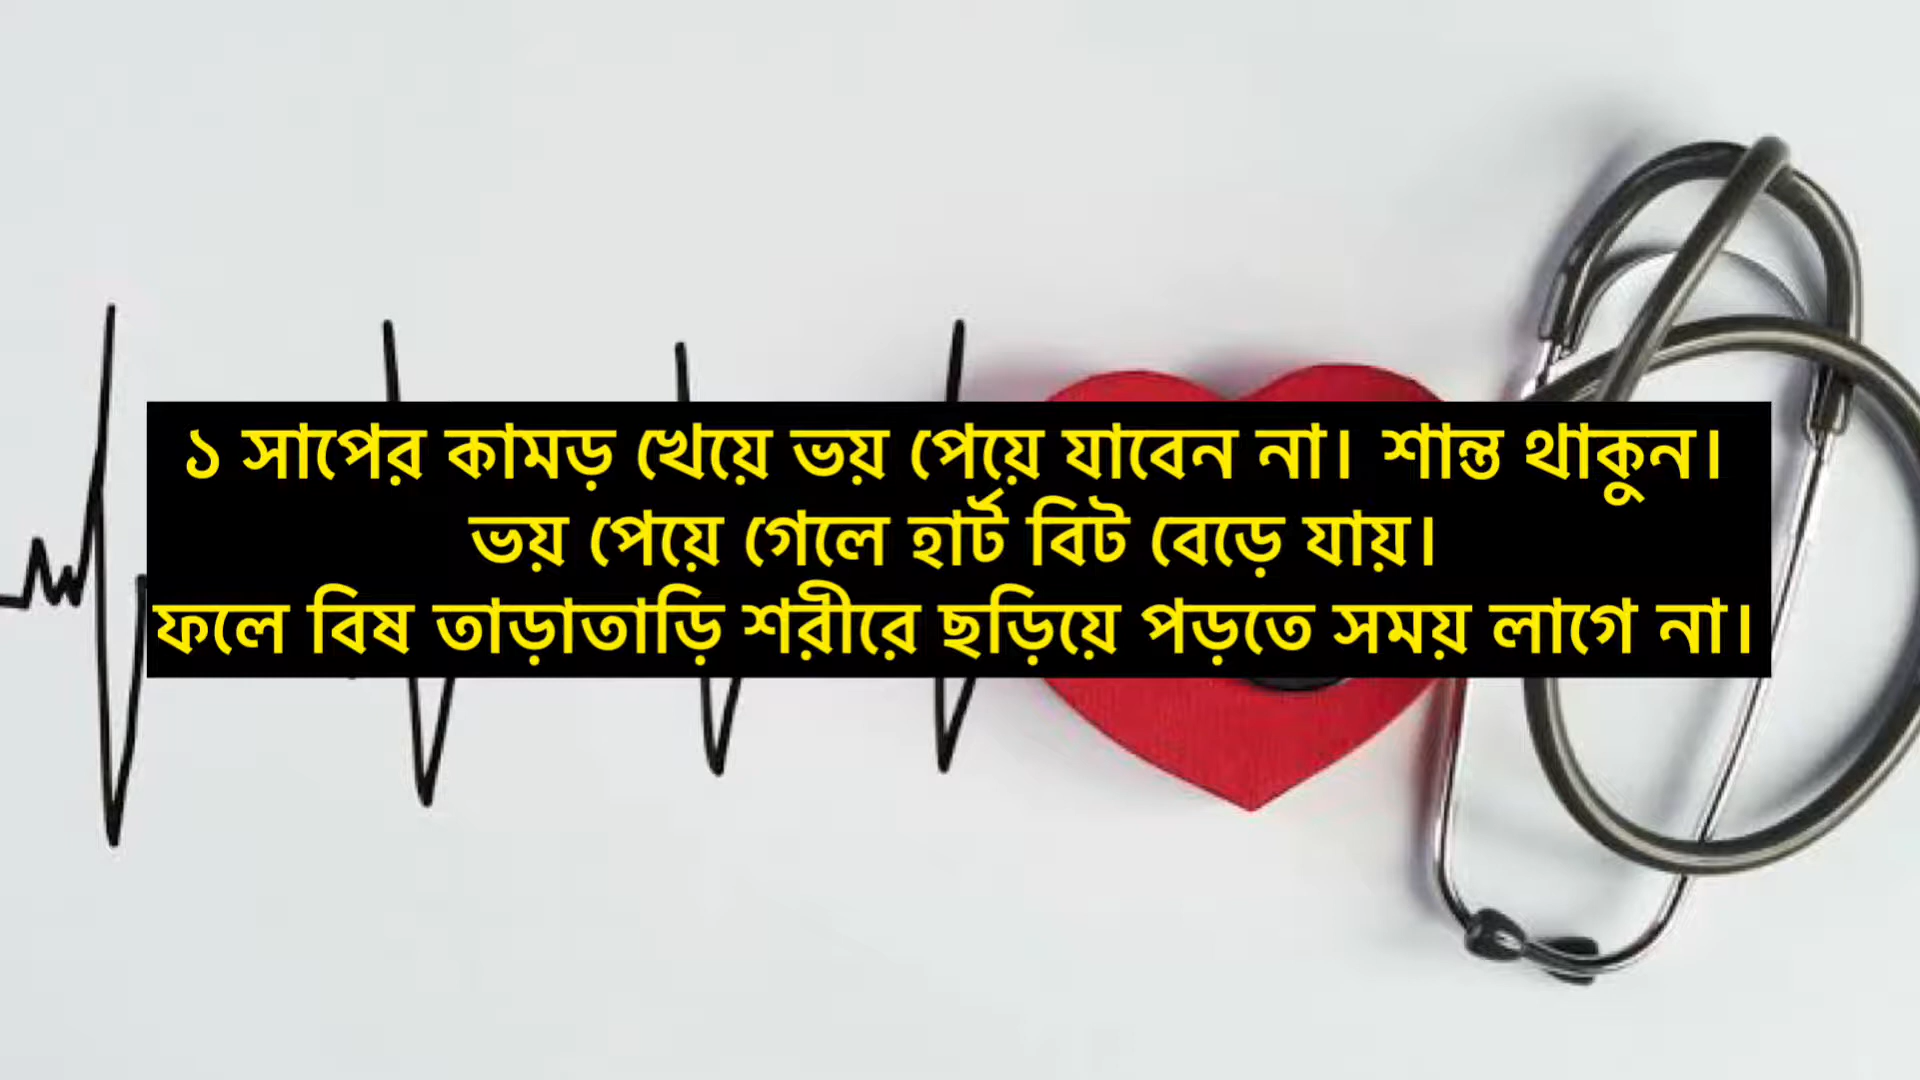 ১ সাপের কামড় খেয়ে ভয় পেয়ে যাবেন না। শান্ত থাকুন।
ভয় পেয়ে গেলে হার্ট বিট বেড়ে যায়।
ফলে বিষ তাড়াতাড়ি শরীরে ছড়িয়ে পড়তে সময় লাগে না।